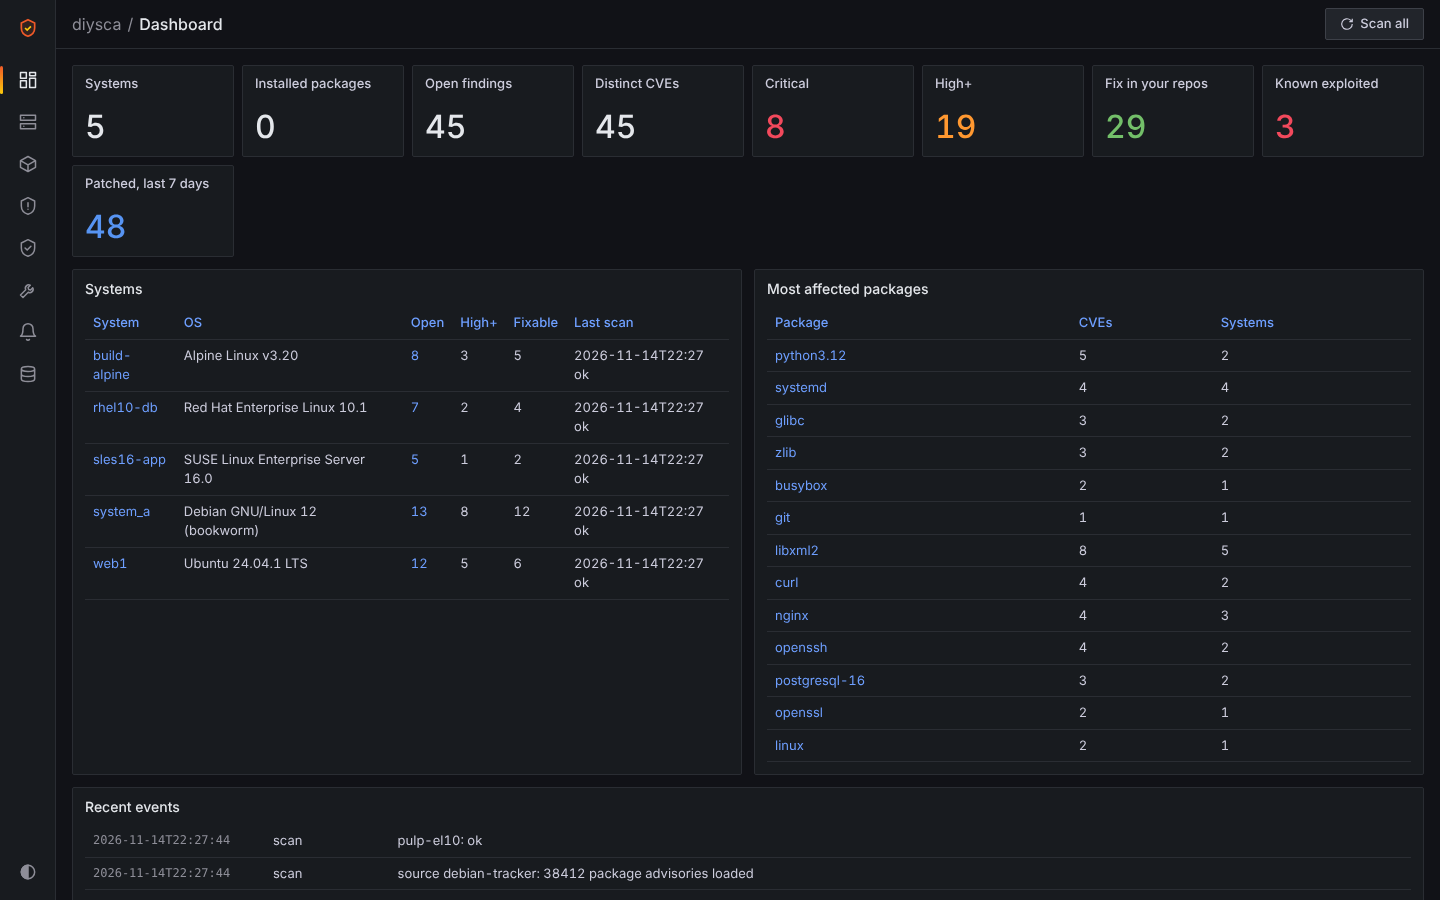 diysca / Dashboard
Scan all
Systems
5
Installed packages
0
Open findings
45
Distinct CVEs
45
Critical
8
High+
19
Fix in your repos
29
Known exploited
3
Patched, last 7 days
48
Systems
System OS Open High+ Fixable Last scan
build-
alpine
Alpine Linux v3.20 8 3 5 2026-11-14T22:27
ok
rhel10-db Red Hat Enterprise Linux 10.1 7 2 4 2026-11-14T22:27
ok
sles16-app SUSE Linux Enterprise Server
16.0
5 1 2 2026-11-14T22:27
ok
system_a Debian GNU/Linux 12
(bookworm)
13 8 12 2026-11-14T22:27
ok
web1 Ubuntu 24.04.1 LTS 12 5 6 2026-11-14T22:27
ok
Most affected packages
Package CVEs Systems
python3.12 5 2
systemd 4 4
glibc 3 2
zlib 3 2
busybox 2 1
git 1 1
libxml2 8 5
curl 4 2
nginx 4 3
openssh 4 2
postgresql-16 3 2
openssl 2 1
linux 2 1
Recent events
2026-11-14T22:27:44 scan pulp-el10: ok
2026-11-14T22:27:44 scan source debian-tracker: 38412 package advisories loaded